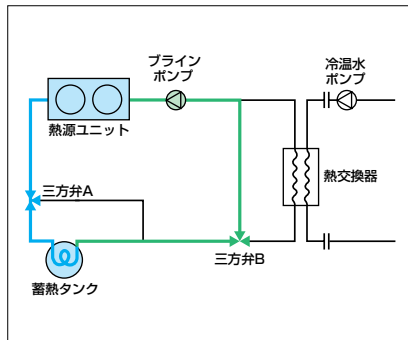 ブライン
ポンプ
冷温水
ポンプ
熱源ユニット
熱交換器
三方弁A
三方弁B
蓄熱タンク